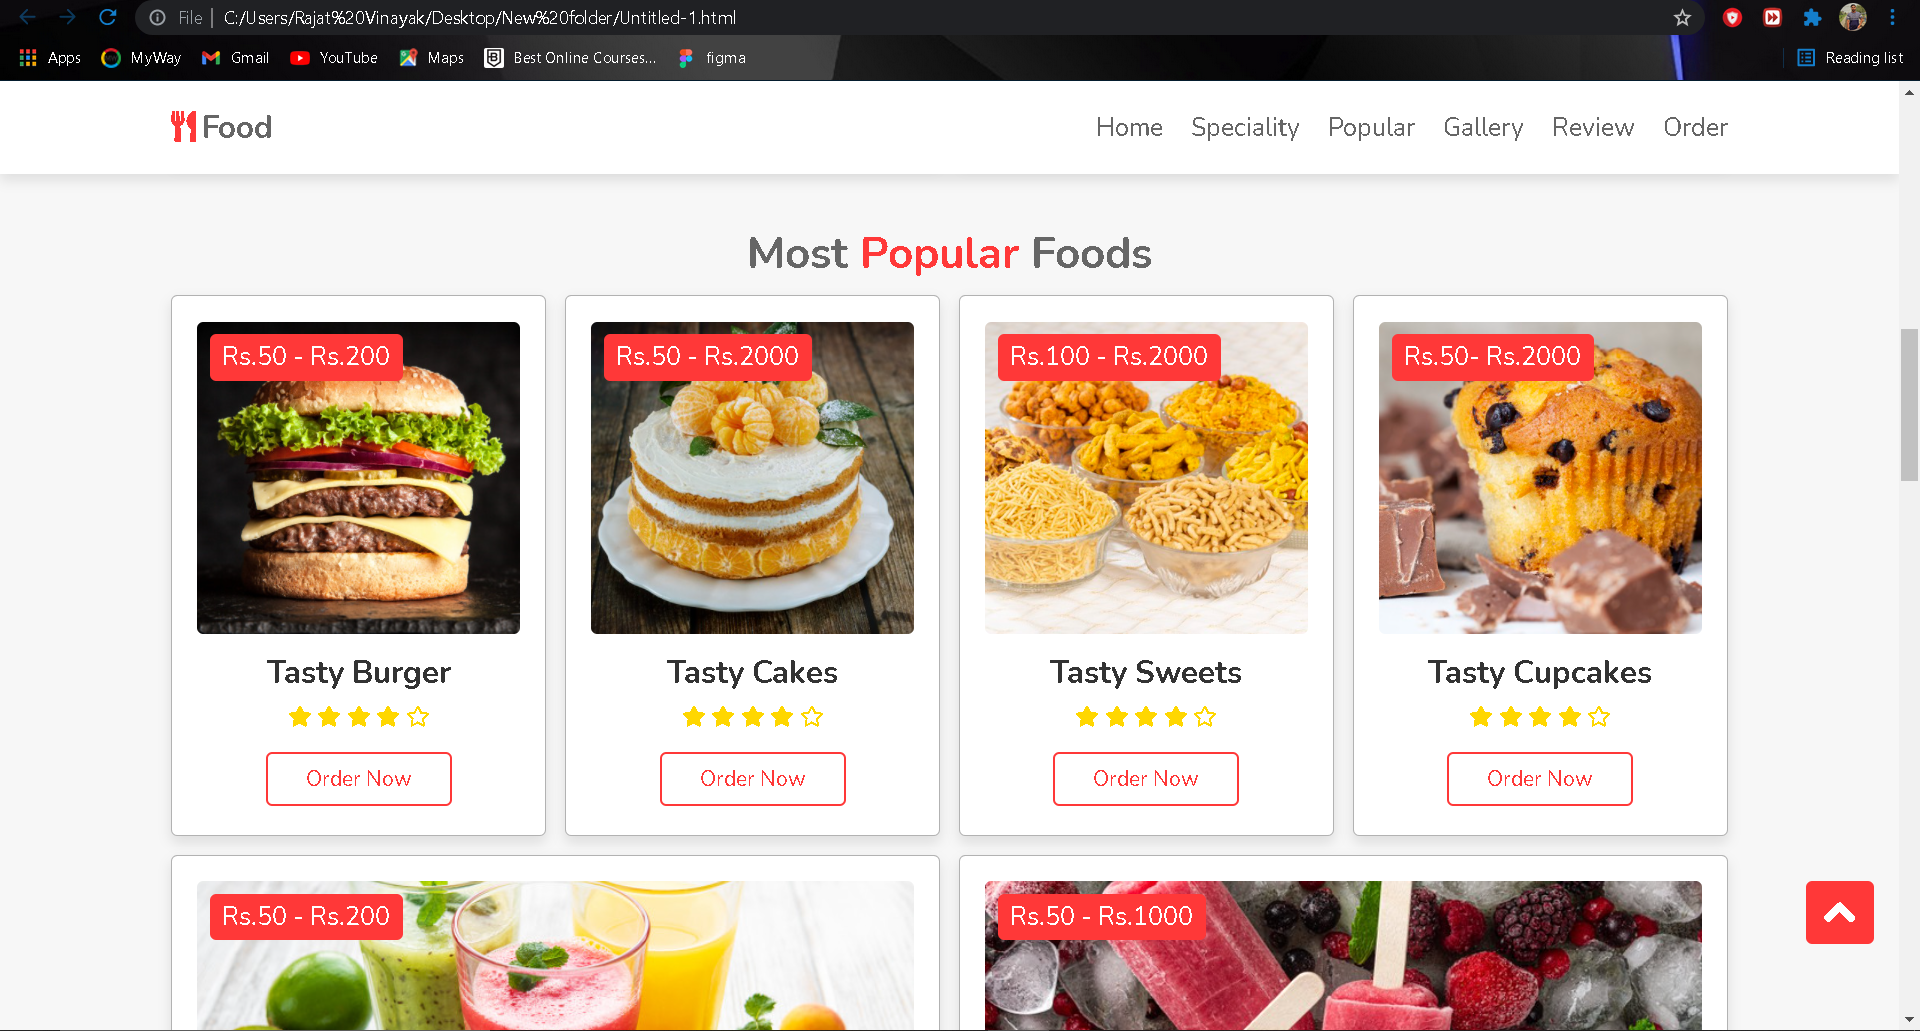 File | C:/Users/Rajat%20Vinayak/Desktop/New%20folder/Untitled-1.html
Apps MyWay Gmail YouTube Maps Best Online Courses... figma Reading list
Food Home Speciality Popular Gallery Review Order
Most Popular Foods
Rs.50 - Rs.200 Rs.50 - Rs.2000 Rs.100 - Rs.2000 Rs.50- Rs.2000
Tasty Burger Tasty Cakes Tasty Sweets Tasty Cupcakes
Order Now Order Now Order Now Order Now
Rs.50 - Rs.200 Rs.50 - Rs.1000